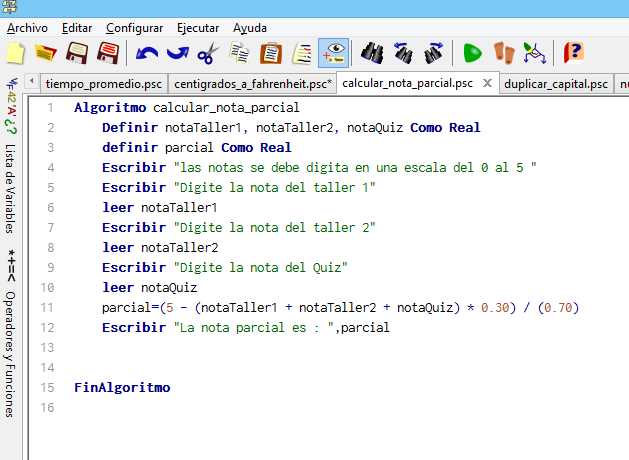 Archivo Editar Configurar Ejecutar Ayuda
tiempo_promedio.psc centigrados_a_fahrenheit.psc* calcular_nota_parcial.psc duplicar_capital.psc
1 Algoritmo calcular_nota_parcial
2 Definir notaTaller1, notaTaller2, notaQuiz Como Real
3 definir parcial Como Real
4 Escribir "las notas se debe digita en una escala del 0 al 5 "
5 Escribir "Digite la nota del taller 1"
6 leer notaTaller1
7 Escribir "Digite la nota del taller 2"
8 leer notaTaller2
9 Escribir "Digite la nota del Quiz"
10 leer notaQuiz
11 parcial=(5 - (notaTaller1 + notaTaller2 + notaQuiz) * 0.30) / (0.70)
12 Escribir "La nota parcial es : ",parcial
13
14
15 FinAlgoritmo
16
Lista de Variables
*+=< Operadores y Funciones